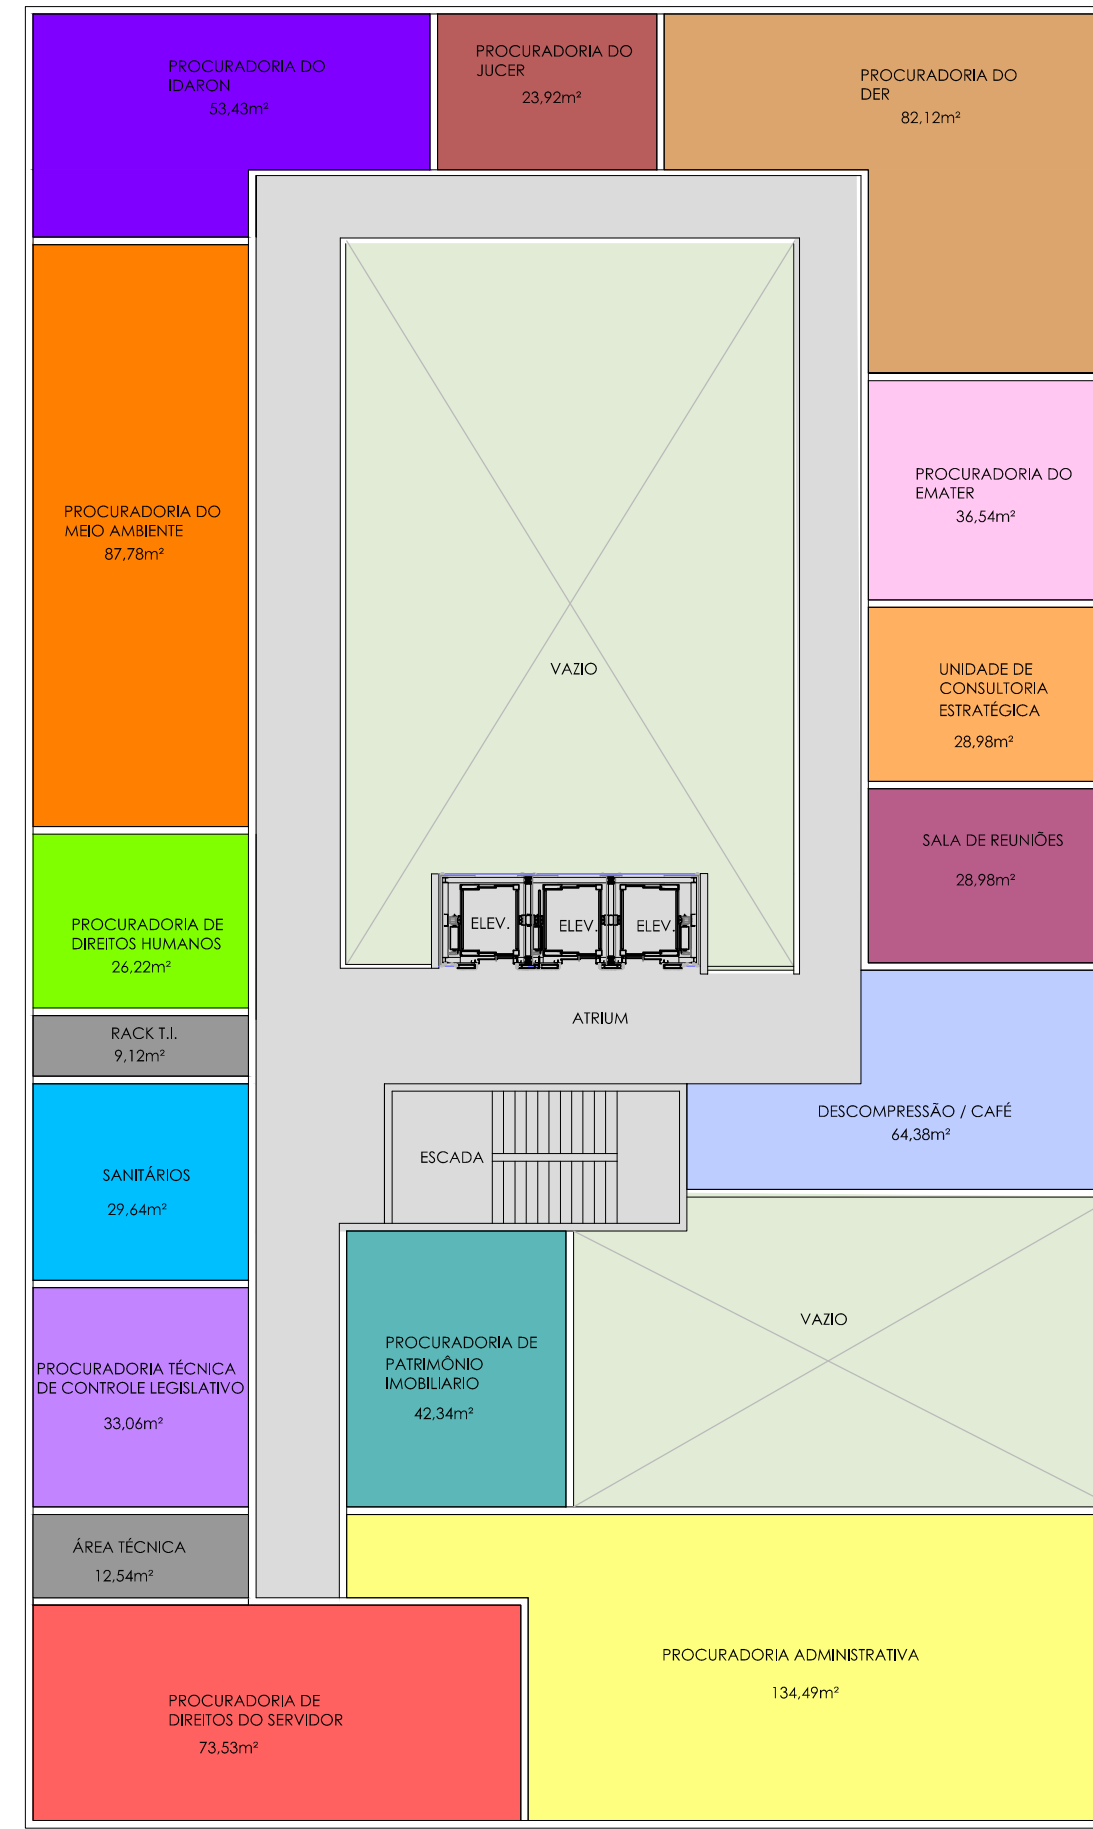 PROCURADORIA DO
IDARON
53,43m²
PROCURADORIA DO
JUCER
23,92m²
PROCURADORIA DO
DER
82,12m²
PROCURADORIA DO
MEIO AMBIENTE
87,78m²
PROCURADORIA DO
EMATER
36,54m²
VAZIO
UNIDADE DE
CONSULTORIA
ESTRATÉGICA
28,98m²
SALA DE REUNIÕES
28,98m²
PROCURADORIA DE
DIREITOS HUMANOS
26,22m²
ELEV.
ELEV.
ELEV.
ATRIUM
RACK T.I.
9,12m²
DESCOMPRESSÃO / CAFÉ
64,38m²
ESCADA
SANITÁRIOS
29,64m²
VAZIO
PROCURADORIA DE
PATRIMÔNIO
IMOBILIARIO
42,34m²
PROCURADORIA TÉCNICA
DE CONTROLE LEGISLATIVO
33,06m²
ÁREA TÉCNICA
12,54m²
PROCURADORIA ADMINISTRATIVA
134,49m²
PROCURADORIA DE
DIREITOS DO SERVIDOR
73,53m²